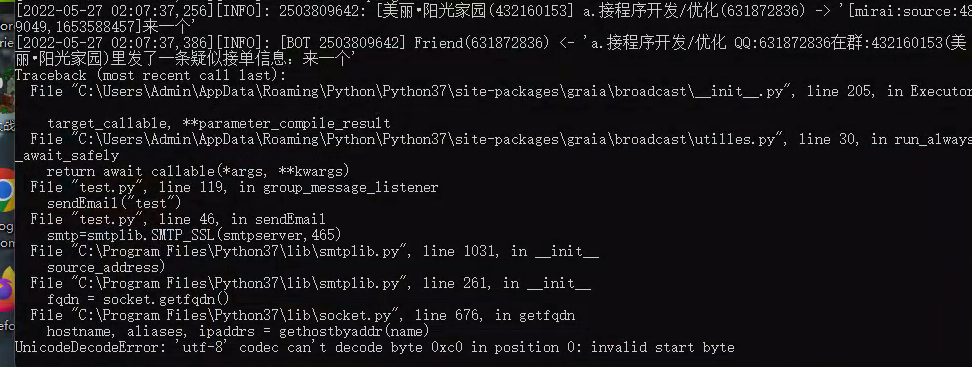 [2022-05-27 02:07:37,256][INFO]: 2503809642: [美丽•阳光家园(432160153] a.接程序开发/优化(631872836) -> '[mirai:source:48
9049,1653588457]来一个'
[2022-05-27 02:07:37,386][INFO]: [BOT 2503809642] Friend(631872836) <- 'a.接程序开发/优化 QQ:631872836在群:432160153(美
丽•阳光家园)里发了一条疑似接单信息：来一个'
Traceback (most recent call last):
File "C:\Users\Admin\AppData\Roaming\Python\Python37\site-packages\graia\broadcast\__init__.py", line 205, in Executor
target_callable, **parameter_compile_result
File "C:\Users\Admin\AppData\Roaming\Python\Python37\site-packages\graia\broadcast\utilles.py", line 30, in run_always
_await_safely
return await callable(*args, **kwargs)
File "test.py", line 119, in group_message_listener
sendEmail("test")
File "test.py", line 46, in sendEmail
smtp=smtplib.SMTP_SSL(smtpserver,465)
File "C:\Program Files\Python37\lib\smtplib.py", line 1031, in __init__
source_address)
File "C:\Program Files\Python37\lib\smtplib.py", line 261, in __init__
fqdn = socket.getfqdn()
File "C:\Program Files\Python37\lib\socket.py", line 676, in getfqdn
hostname, aliases, ipaddrs = gethostbyaddr(name)
UnicodeDecodeError: 'utf-8' codec can't decode byte 0xc0 in position 0: invalid start byte